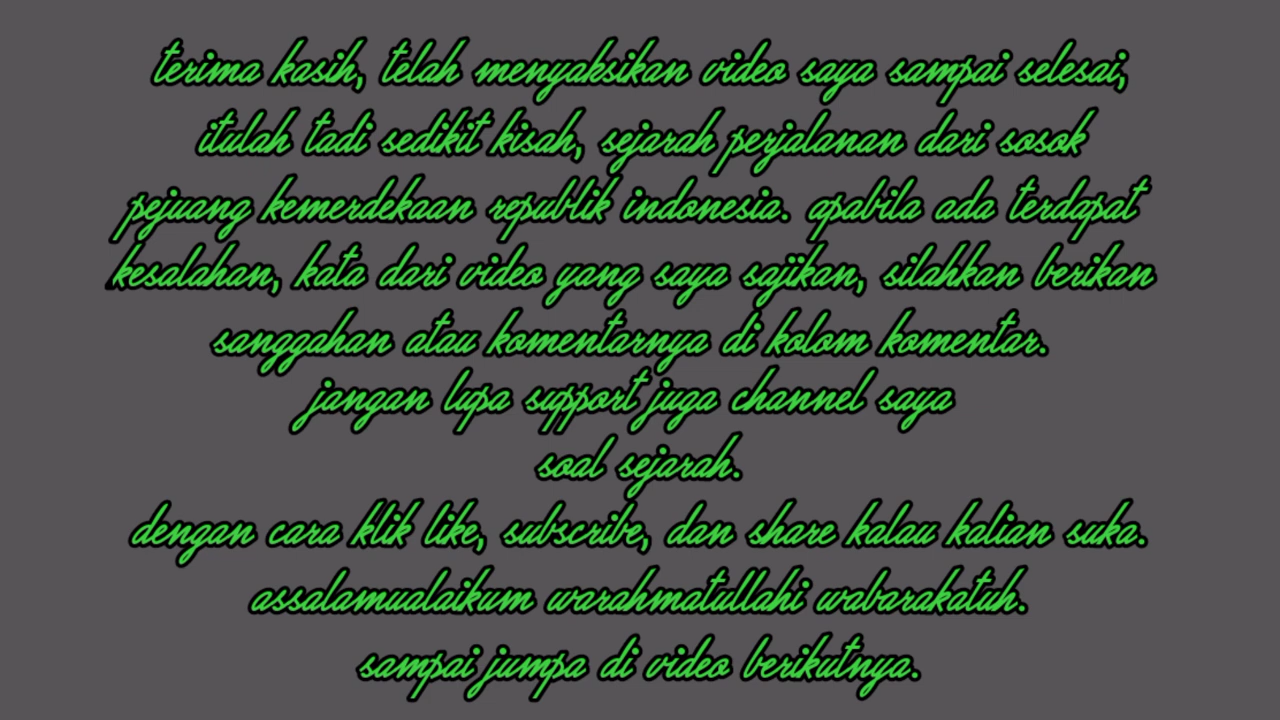 terima kasih, telah menyaksikan video saya sampai selesai,
itulah tadi sedikit kisah, sejarah perjalanan dari sosok
pejuang kemerdekaan republik indonesia. apabila ada terdapat
kesalahan, kata dari video yang saya sajikan, silahkan berikan
sanggahan atau komentarnya di kolom komentar.
jangan lupa support juga channel saya
soal sejarah.
dengan cara klik like, subscribe, dan share kalau kalian suka.
assalamualaikum warahmatullahi wabarakatuh.
sampai jumpa di video berikutnya.